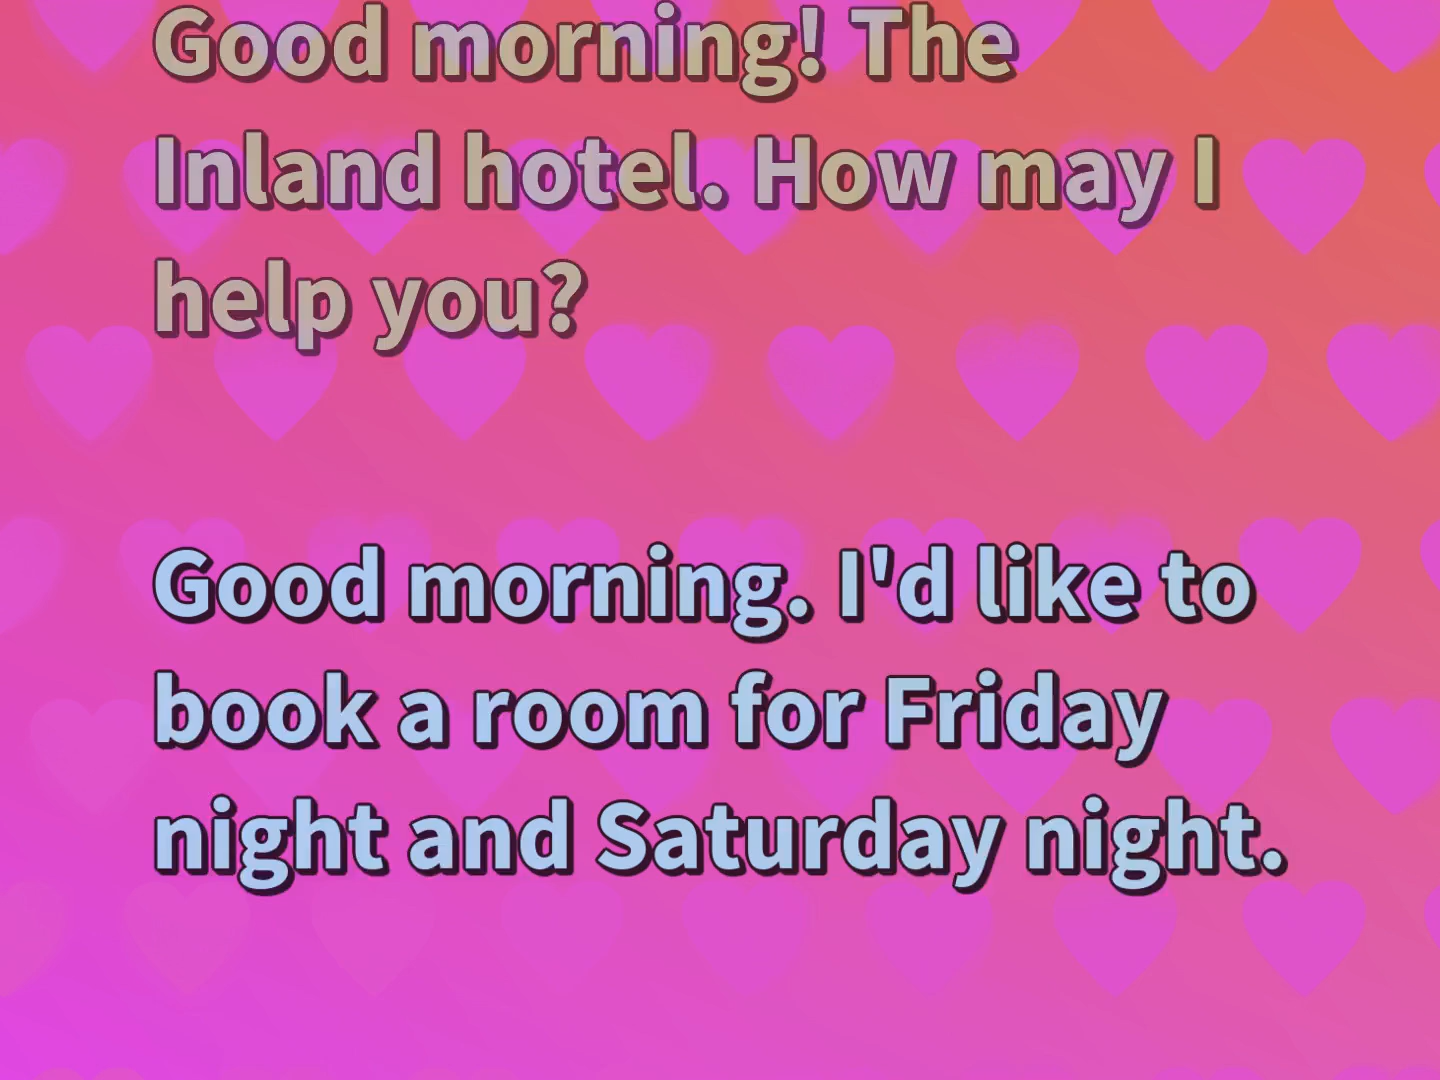 Good morning! The
Inland hotel. How may I
help you?
Good morning. I'd like to
book a room for Friday
night and Saturday night.